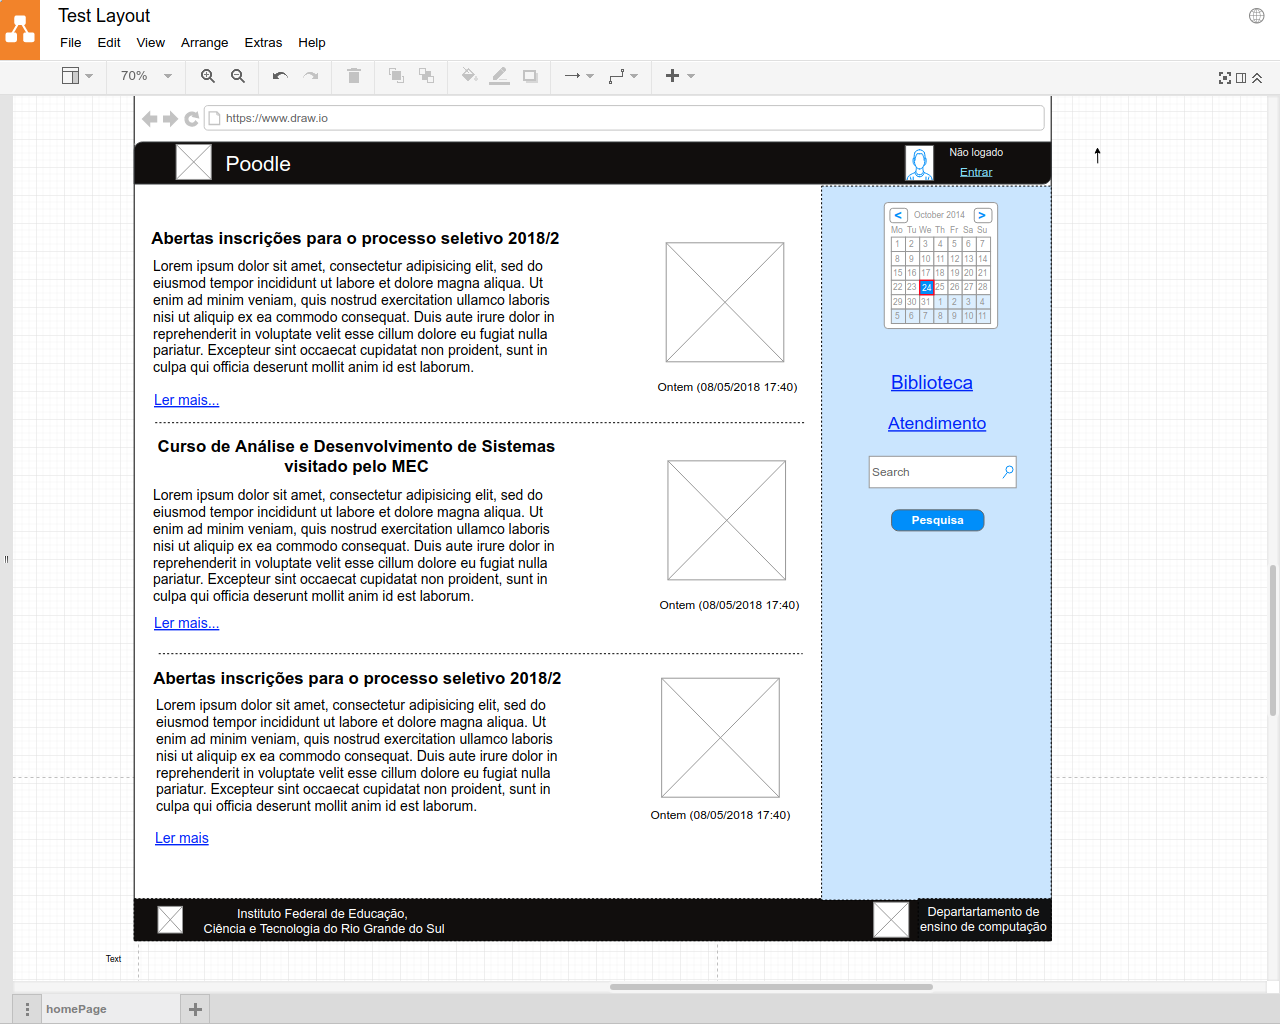 Test Layout
File Edit View Arrange Extras Help
70%
https://www.draw.io
Poodle
Não logado
Entrar
Abertas inscrições para o processo seletivo 2018/2
Lorem ipsum dolor sit amet, consectetur adipisicing elit, sed do
eiusmod tempor incididunt ut labore et dolore magna aliqua. Ut
enim ad minim veniam, quis nostrud exercitation ullamco laboris
nisi ut aliquip ex ea commodo consequat. Duis aute irure dolor in
reprehenderit in voluptate velit esse cillum dolore eu fugiat nulla
pariatur. Excepteur sint occaecat cupidatat non proident, sunt in
culpa qui officia deserunt mollit anim id est laborum.
Ler mais...
Ontem (08/05/2018 17:40)
Curso de Análise e Desenvolvimento de Sistemas
visitado pelo MEC
Lorem ipsum dolor sit amet, consectetur adipisicing elit, sed do
eiusmod tempor incididunt ut labore et dolore magna aliqua. Ut
enim ad minim veniam, quis nostrud exercitation ullamco laboris
nisi ut aliquip ex ea commodo consequat. Duis aute irure dolor in
reprehenderit in voluptate velit esse cillum dolore eu fugiat nulla
pariatur. Excepteur sint occaecat cupidatat non proident, sunt in
culpa qui officia deserunt mollit anim id est laborum.
Ler mais...
Ontem (08/05/2018 17:40)
Abertas inscrições para o processo seletivo 2018/2
Lorem ipsum dolor sit amet, consectetur adipisicing elit, sed do
eiusmod tempor incididunt ut labore et dolore magna aliqua. Ut
enim ad minim veniam, quis nostrud exercitation ullamco laboris
nisi ut aliquip ex ea commodo consequat. Duis aute irure dolor in
reprehenderit in voluptate velit esse cillum dolore eu fugiat nulla
pariatur. Excepteur sint occaecat cupidatat non proident, sunt in
culpa qui officia deserunt mollit anim id est laborum.
Ler mais
Ontem (08/05/2018 17:40)
< October 2014 >
Mo Tu We Th Fr Sa Su
1 2 3 4 5 6 7
8 9 10 11 12 13 14
15 16 17 18 19 20 21
22 23 24 25 26 27 28
29 30 31 1 2 3 4
5 6 7 8 9 10 11
Biblioteca
Atendimento
Search
Pesquisa
Instituto Federal de Educação,
Ciência e Tecnologia do Rio Grande do Sul
Departartamento de
ensino de computação
Text
homePage